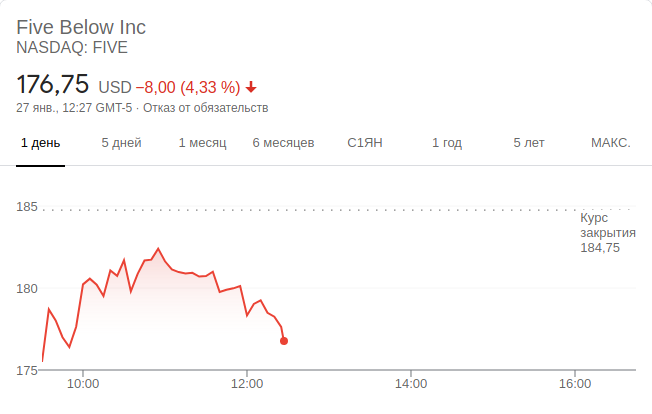 Five Below Inc
NASDAQ: FIVE
176,75 USD −8,00 (4,33 %)
27 янв., 12:27 GMT-5 · Отказ от обязательств
1 день 5 дней 1 месяц 6 месяцев С1ЯН 1 год 5 лет МАКС.
185
Курс
закрытия
184,75
180
175
10:00 12:00 14:00 16:00